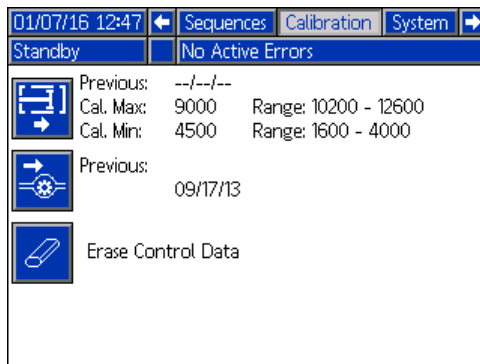 01/07/16 12:47 Sequences Calibration System
Standby No Active Errors
Previous: --/--/--
Cal. Max: 9000 Range: 10200 - 12600
Cal. Min: 4500 Range: 1600 - 4000
Previous:
09/17/13
Erase Control Data